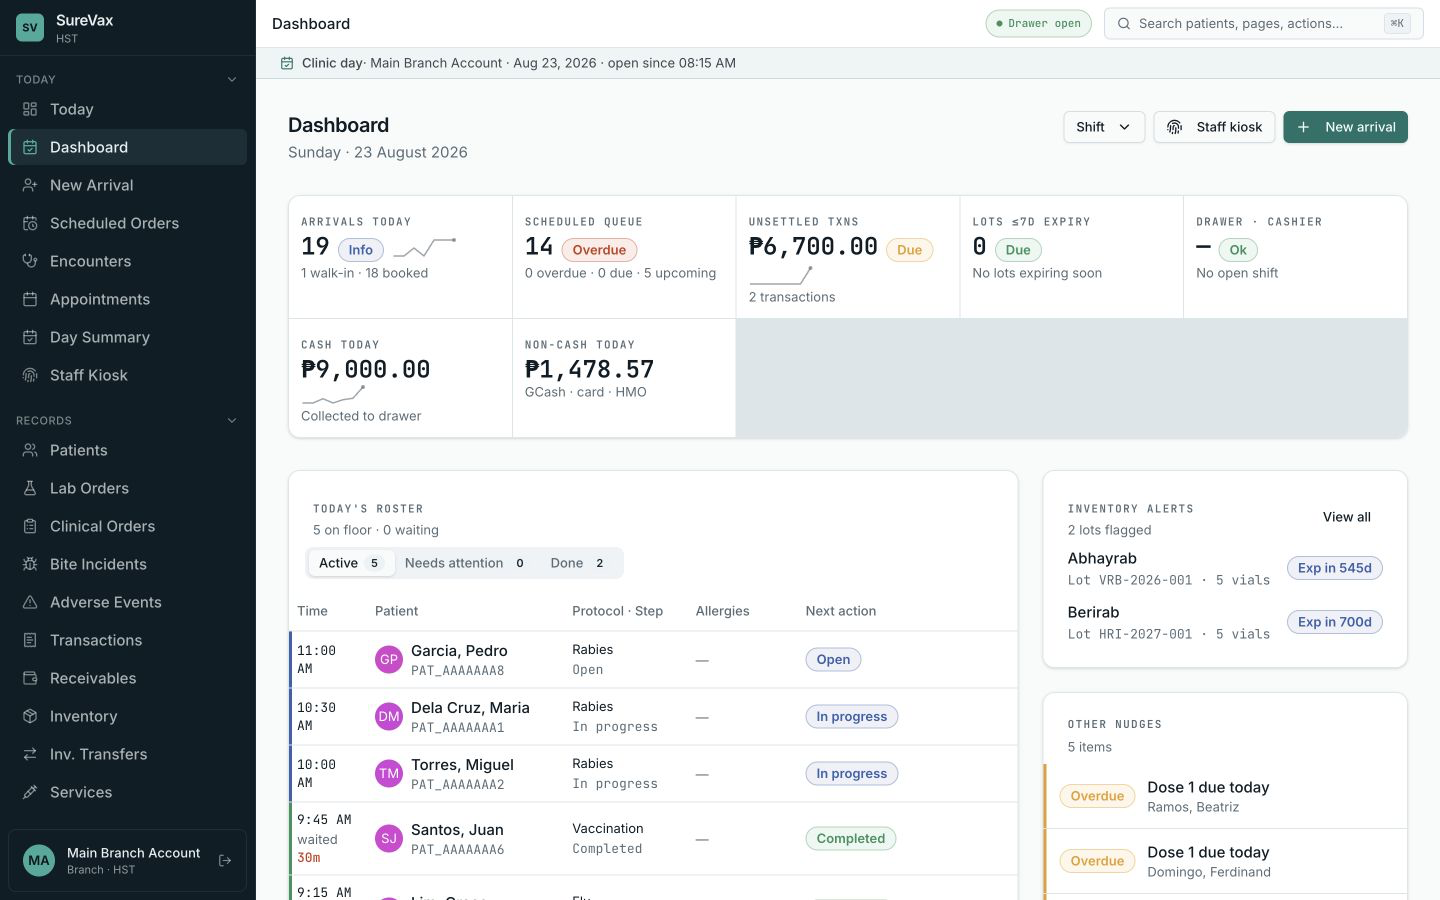 SV
SureVax
HST
TODAY
Today
Dashboard
New Arrival
Scheduled Orders
Encounters
Appointments
Day Summary
Staff Kiosk
RECORDS
Patients
Lab Orders
Clinical Orders
Bite Incidents
Adverse Events
Transactions
Receivables
Inventory
Inv. Transfers
Services
MA
Main Branch Account
Branch · HST
Dashboard
Drawer open
Search patients, pages, actions...
⌘K
Clinic day · Main Branch Account · Aug 23, 2026 · open since 08:15 AM
Dashboard
Sunday · 23 August 2026
Shift
Staff kiosk
New arrival
ARRIVALS TODAY
19 Info
1 walk-in · 18 booked
SCHEDULED QUEUE
14 Overdue
0 overdue · 0 due · 5 upcoming
UNSETTLED TXNS
₱6,700.00 Due
2 transactions
LOTS ≤7D EXPIRY
0 Due
No lots expiring soon
DRAWER · CASHIER
— Ok
No open shift
CASH TODAY
₱9,000.00
Collected to drawer
NON-CASH TODAY
₱1,478.57
GCash · card · HMO
TODAY'S ROSTER
5 on floor · 0 waiting
Active 5 Needs attention 0 Done 2
Time Patient Protocol · Step Allergies Next action
11:00 AM GP Garcia, Pedro PAT_AAAAAAA8 Rabies Open — Open
10:30 AM DM Dela Cruz, Maria PAT_AAAAAAA1 Rabies In progress — In progress
10:00 AM TM Torres, Miguel PAT_AAAAAAA2 Rabies In progress — In progress
9:45 AM waited 30m SJ Santos, Juan PAT_AAAAAAA6 Vaccination Completed — Completed
9:15 AM
INVENTORY ALERTS
2 lots flagged
View all
Abhayrab
Lot VRB-2026-001 · 5 vials
Exp in 545d
Berirab
Lot HRI-2027-001 · 5 vials
Exp in 700d
OTHER NUDGES
5 items
Overdue
Dose 1 due today
Ramos, Beatriz
Overdue
Dose 1 due today
Domingo, Ferdinand